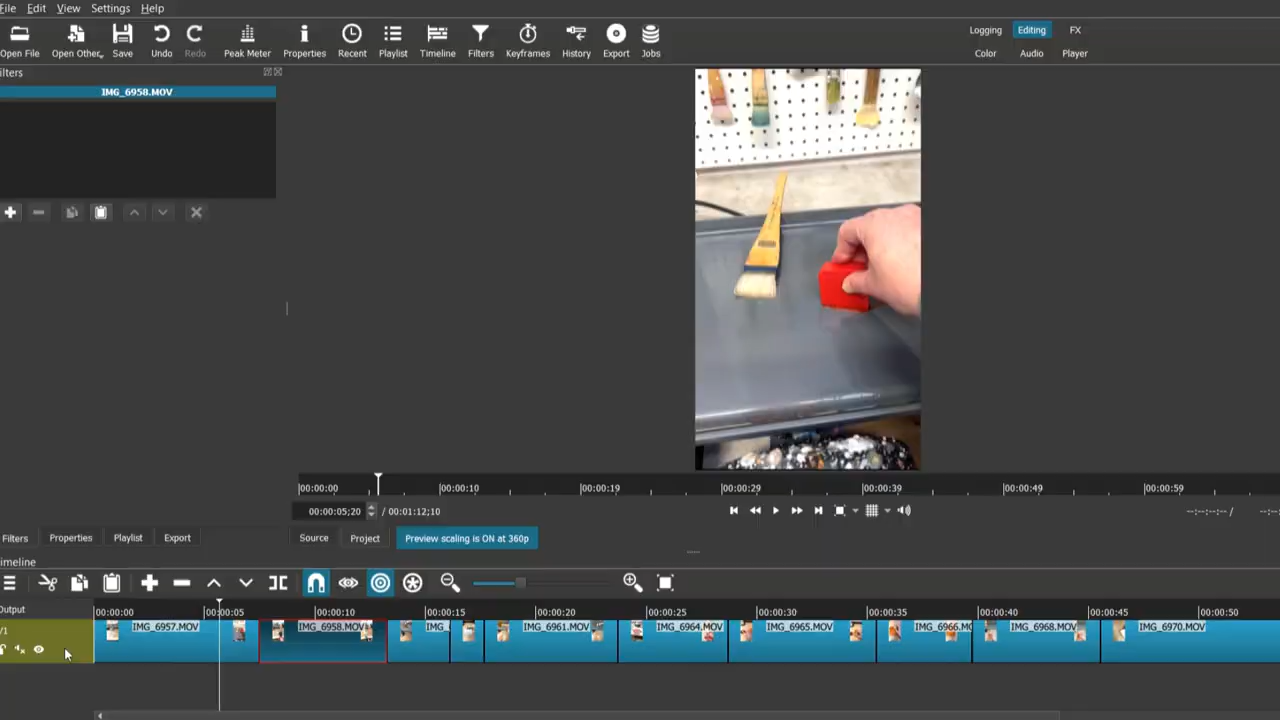 File Edit View Settings Help
Open File Open Other.. Save Undo Redo Peak Meter Properties Recent Playlist Timeline Filters Keyframes History Export Jobs
Logging Editing FX
Color Audio Player
ilters
IMG_6958.MOV
00:00:00 00:00:10 00:00:19 00:00:29 00:00:39 00:00:49 00:00:59
00:00:05;20 / 00:01:12;10 --:--:--:-- / --:--
Filters Properties Playlist Export Source Project Preview scaling is ON at 360p
imeline
Output 00:00:00 00:00:05 00:00:10 00:00:15 00:00:20 00:00:25 00:00:30 00:00:35 00:00:40 00:00:45 00:00:50
V1 IMG_6957.MOV IMG_6958.MOV IMG_ IMG_6961.MOV IMG_6964.MOV IMG_6965.MOV IMG_6966.MO IMG_6968.MOV IMG_6970.MOV